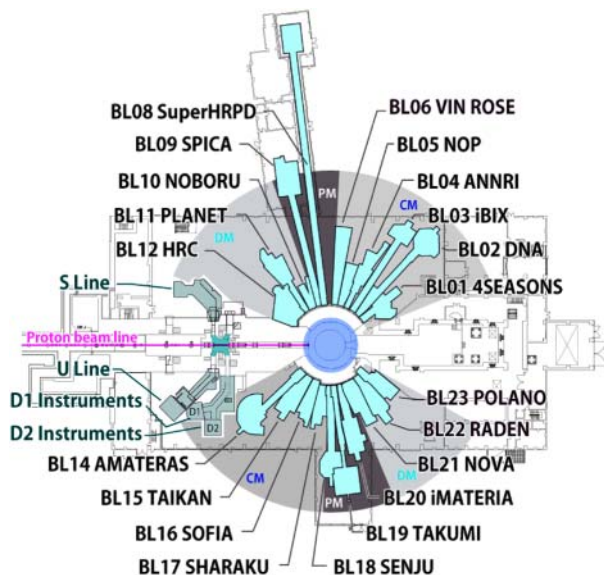 BL08 SuperHRPD
BL06 VIN ROSE
BL09 SPICA
BL05 NOP
BL10 NOBORU
PM
BL04 ANNRI
BL11 PLANET
CM
BL03 iBIX
DM
BL12 HRC
BL02 DNA
S Line
BL01 4SEASONS
Proton beam line
U Line
D1 Instruments
D1
D2 Instruments
D2
BL23 POLANO
BL22 RADEN
BL14 AMATERAS
BL21 NOVA
DM
BL15 TAIKAN
CM
PM
BL20 iMATERIA
BL16 SOFIA
BL19 TAKUMI
BL17 SHARAKU
BL18 SENJU